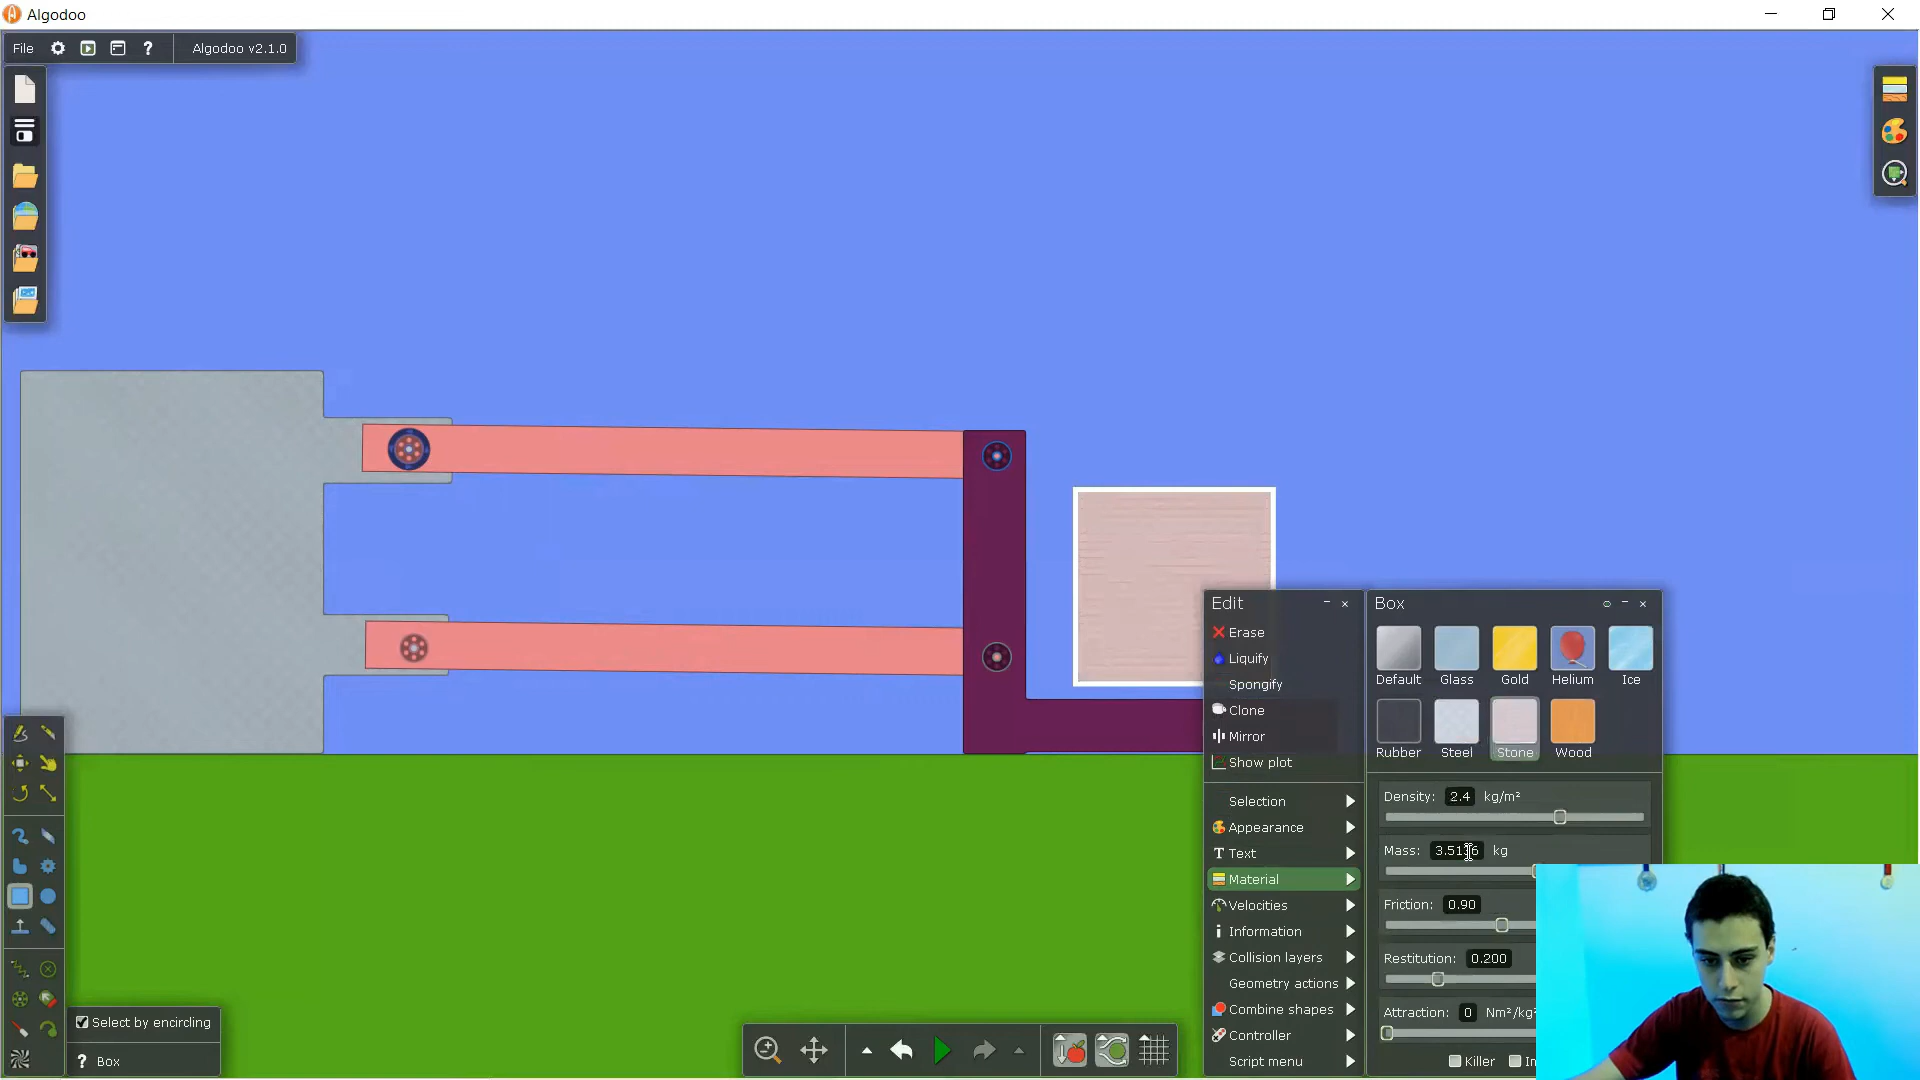 Algodoo
File
Algodoo v2.1.0
Edit
Erase
Liquify
Spongify
Clone
Mirror
Show plot
Selection
Appearance
Text
Material
Velocities
Information
Collision layers
Geometry actions
Combine shapes
Controller
Script menu
Box
Default Glass Gold Helium Ice
Rubber Steel Stone Wood
Density: 2.4 kg/m²
Mass: kg
Friction: 0.90
Restitution: 0.200
Attraction: 0 Nm²/kg²
Killer
Select by encircling
? Box